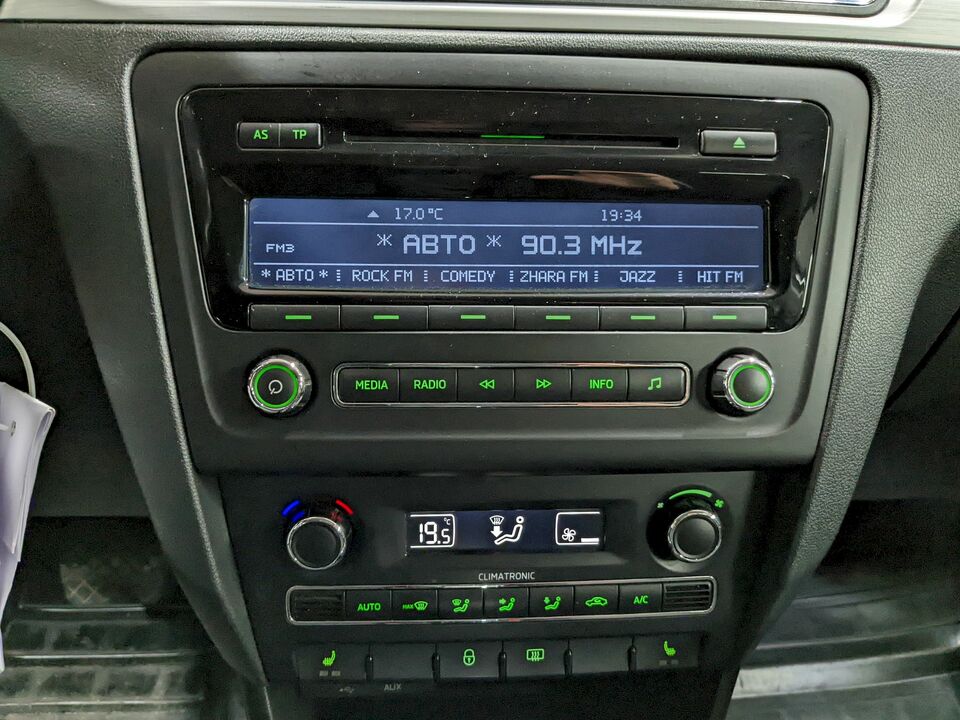 AS TP
17.0°C 19:34
FM3 * АВТО * 90.3 MHz
* АВТО * ROCK FM COMEDY ZHARA FM JAZZ HIT FM
MEDIA RADIO INFO
19.5 °C
CLIMATRONIC
AUTO MAX A/C
AUX